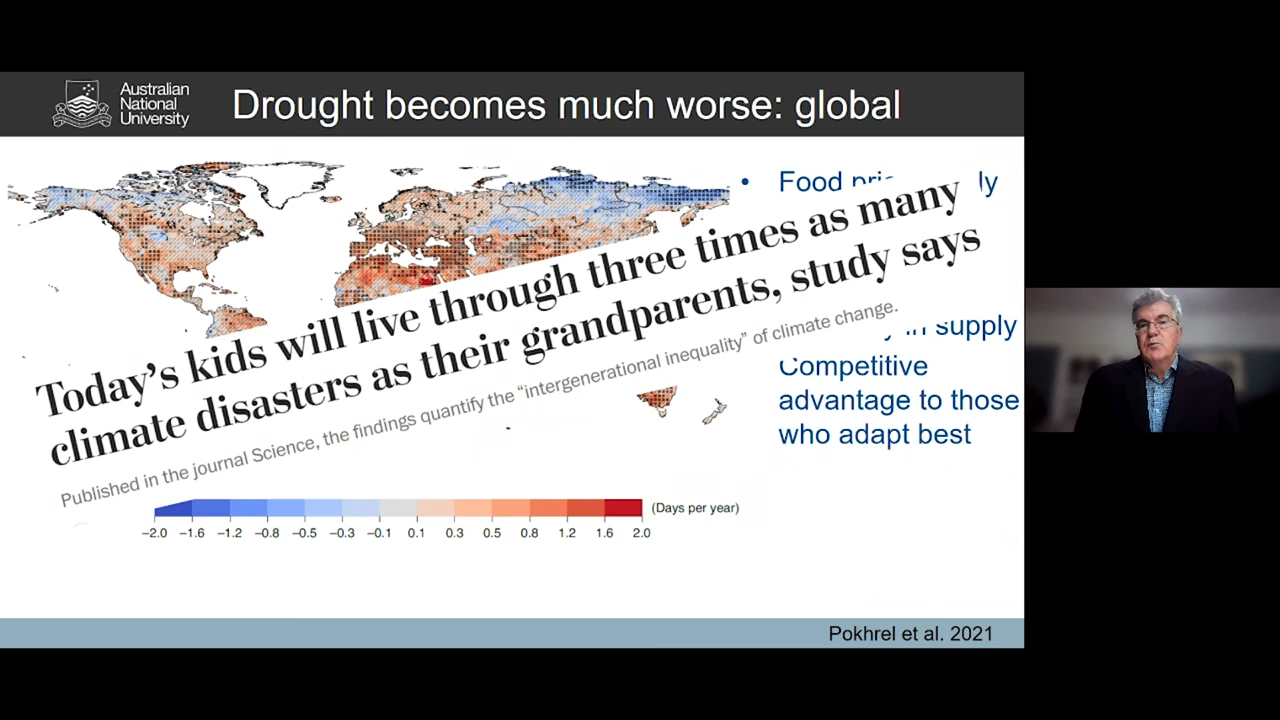 Australian
National
University
Drought becomes much worse: global
• Food
ly
Today's kids will live through three times as many
climate disasters as their grandparents, study says
Published in the journal Science, the findings quantify the “intergenerational inequality” of climate change.
in supply
Competitive
advantage to those
who adapt best
(Days per year)
–2.0 –1.6 –1.2 –0.8 –0.5 –0.3 –0.1 0.1 0.3 0.5 0.8 1.2 1.6 2.0
Pokhrel et al. 2021